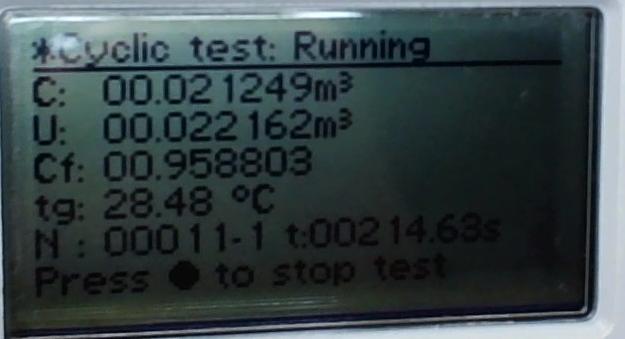 *Cyclic test: Running
C: 00.021249m³
U: 00.022162m³
Cf: 00.958803
tg: 28.48 °C
N : 00011-1 t:00214.63s
Press ● to stop test